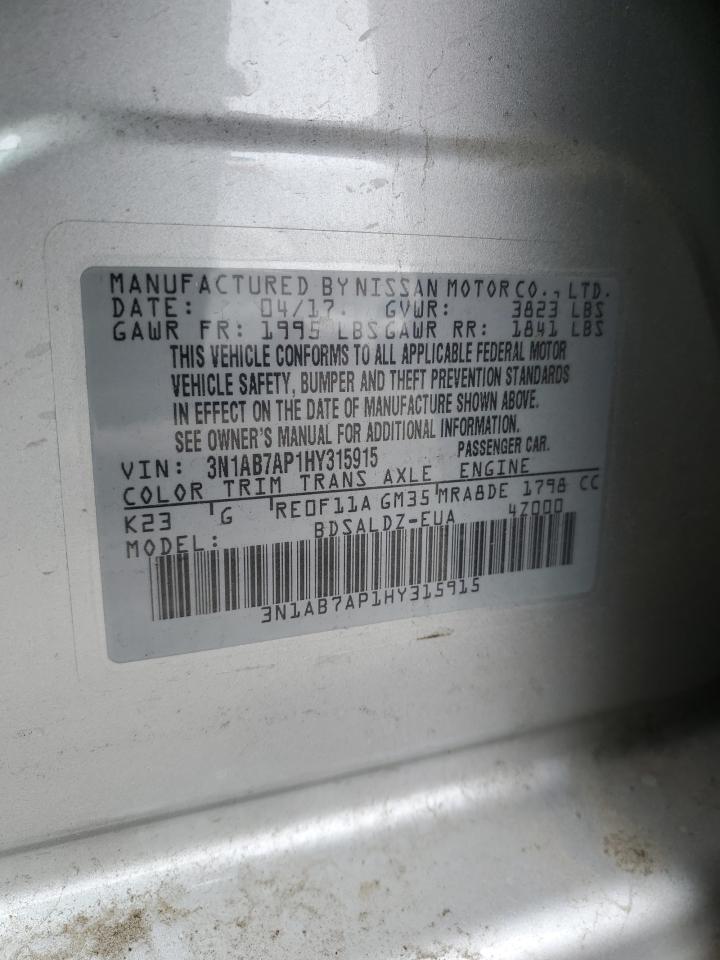 MANUFACTURED BY NISSAN MOTOR CO., LTD.
DATE: 04/17. GVWR: 3823 LBS
GAWR FR: 1995 LBS GAWR RR: 1841 LBS
THIS VEHICLE CONFORMS TO ALL APPLICABLE FEDERAL MOTOR
VEHICLE SAFETY, BUMPER AND THEFT PREVENTION STANDARDS
IN EFFECT ON THE DATE OF MANUFACTURE SHOWN ABOVE.
SEE OWNER'S MANUAL FOR ADDITIONAL INFORMATION.
VIN: 3N1AB7AP1HY315915 PASSENGER CAR.
COLOR TRIM TRANS AXLE ENGINE
K23 G RE0F11A GM35 MRA8DE 1798 CC
MODEL: BDSALDZ-EUA 47000
3N1AB7AP1HY315915